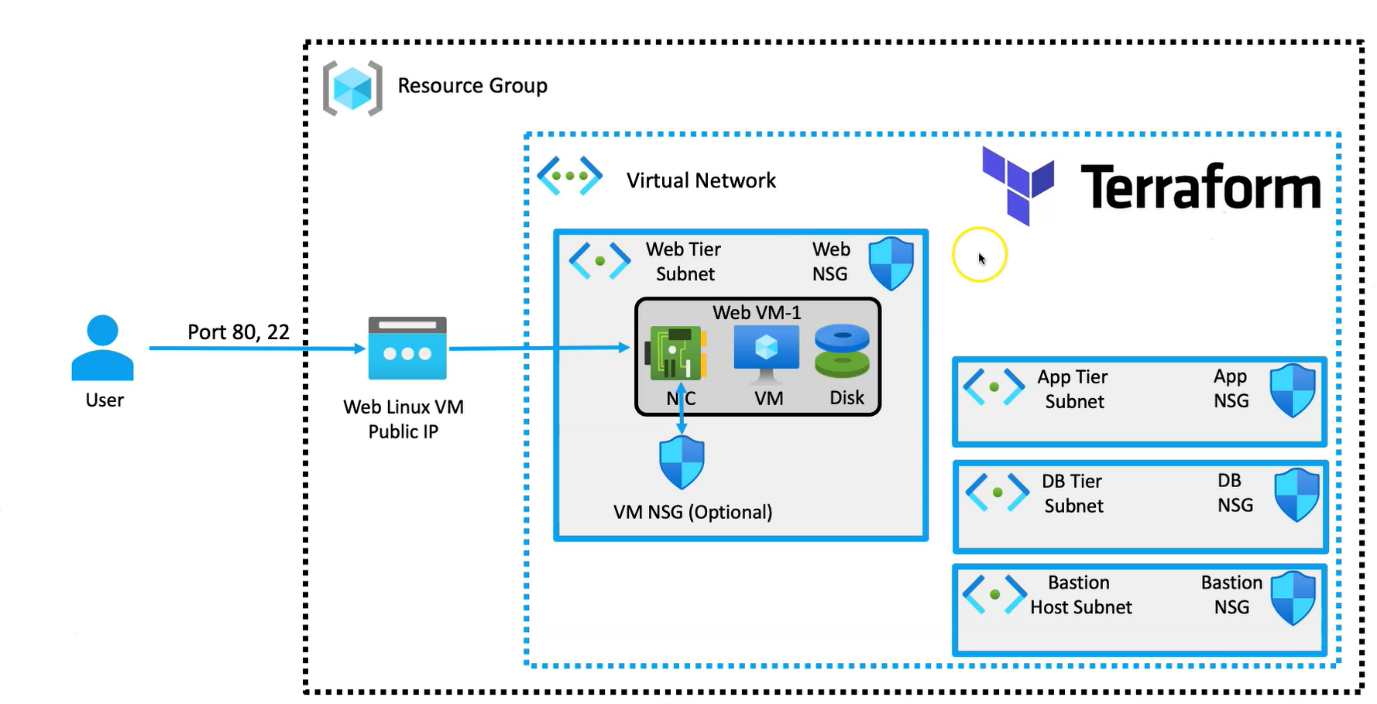 Resource Group
Virtual Network
Terraform
Web Tier
Subnet
Web
NSG
Web VM-1
NIC
VM
Disk
VM NSG (Optional)
User
Port 80, 22
Web Linux VM
Public IP
App Tier
Subnet
App
NSG
DB Tier
Subnet
DB
NSG
Bastion
Host Subnet
Bastion
NSG